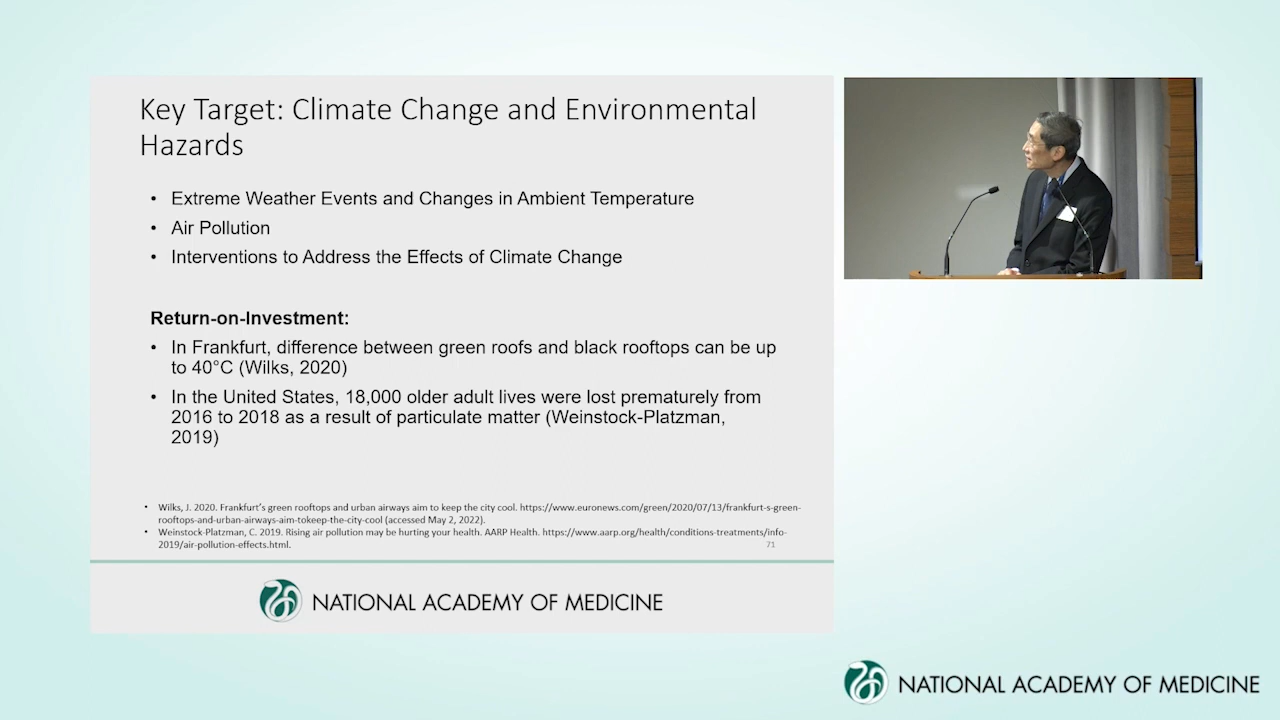 Key Target: Climate Change and Environmental
Hazards
• Extreme Weather Events and Changes in Ambient Temperature
• Air Pollution
• Interventions to Address the Effects of Climate Change
Return-on-Investment:
• In Frankfurt, difference between green roofs and black rooftops can be up
to 40°C (Wilks, 2020)
• In the United States, 18,000 older adult lives were lost prematurely from
2016 to 2018 as a result of particulate matter (Weinstock-Platzman,
2019)
• Wilks, J. 2020. Frankfurt's green rooftops and urban airways aim to keep the city cool. https://www.euronews.com/green/2020/07/13/frankfurt-s-green-
rooftops-and-urban-airways-aim-tokeep-the-city-cool (accessed May 2, 2022).
• Weinstock-Platzman, C. 2019. Rising air pollution may be hurting your health. AARP Health. https://www.aarp.org/health/conditions-treatments/info-
2019/air-pollution-effects.html.
71
NATIONAL ACADEMY OF MEDICINE
NATIONAL ACADEMY OF MEDICINE